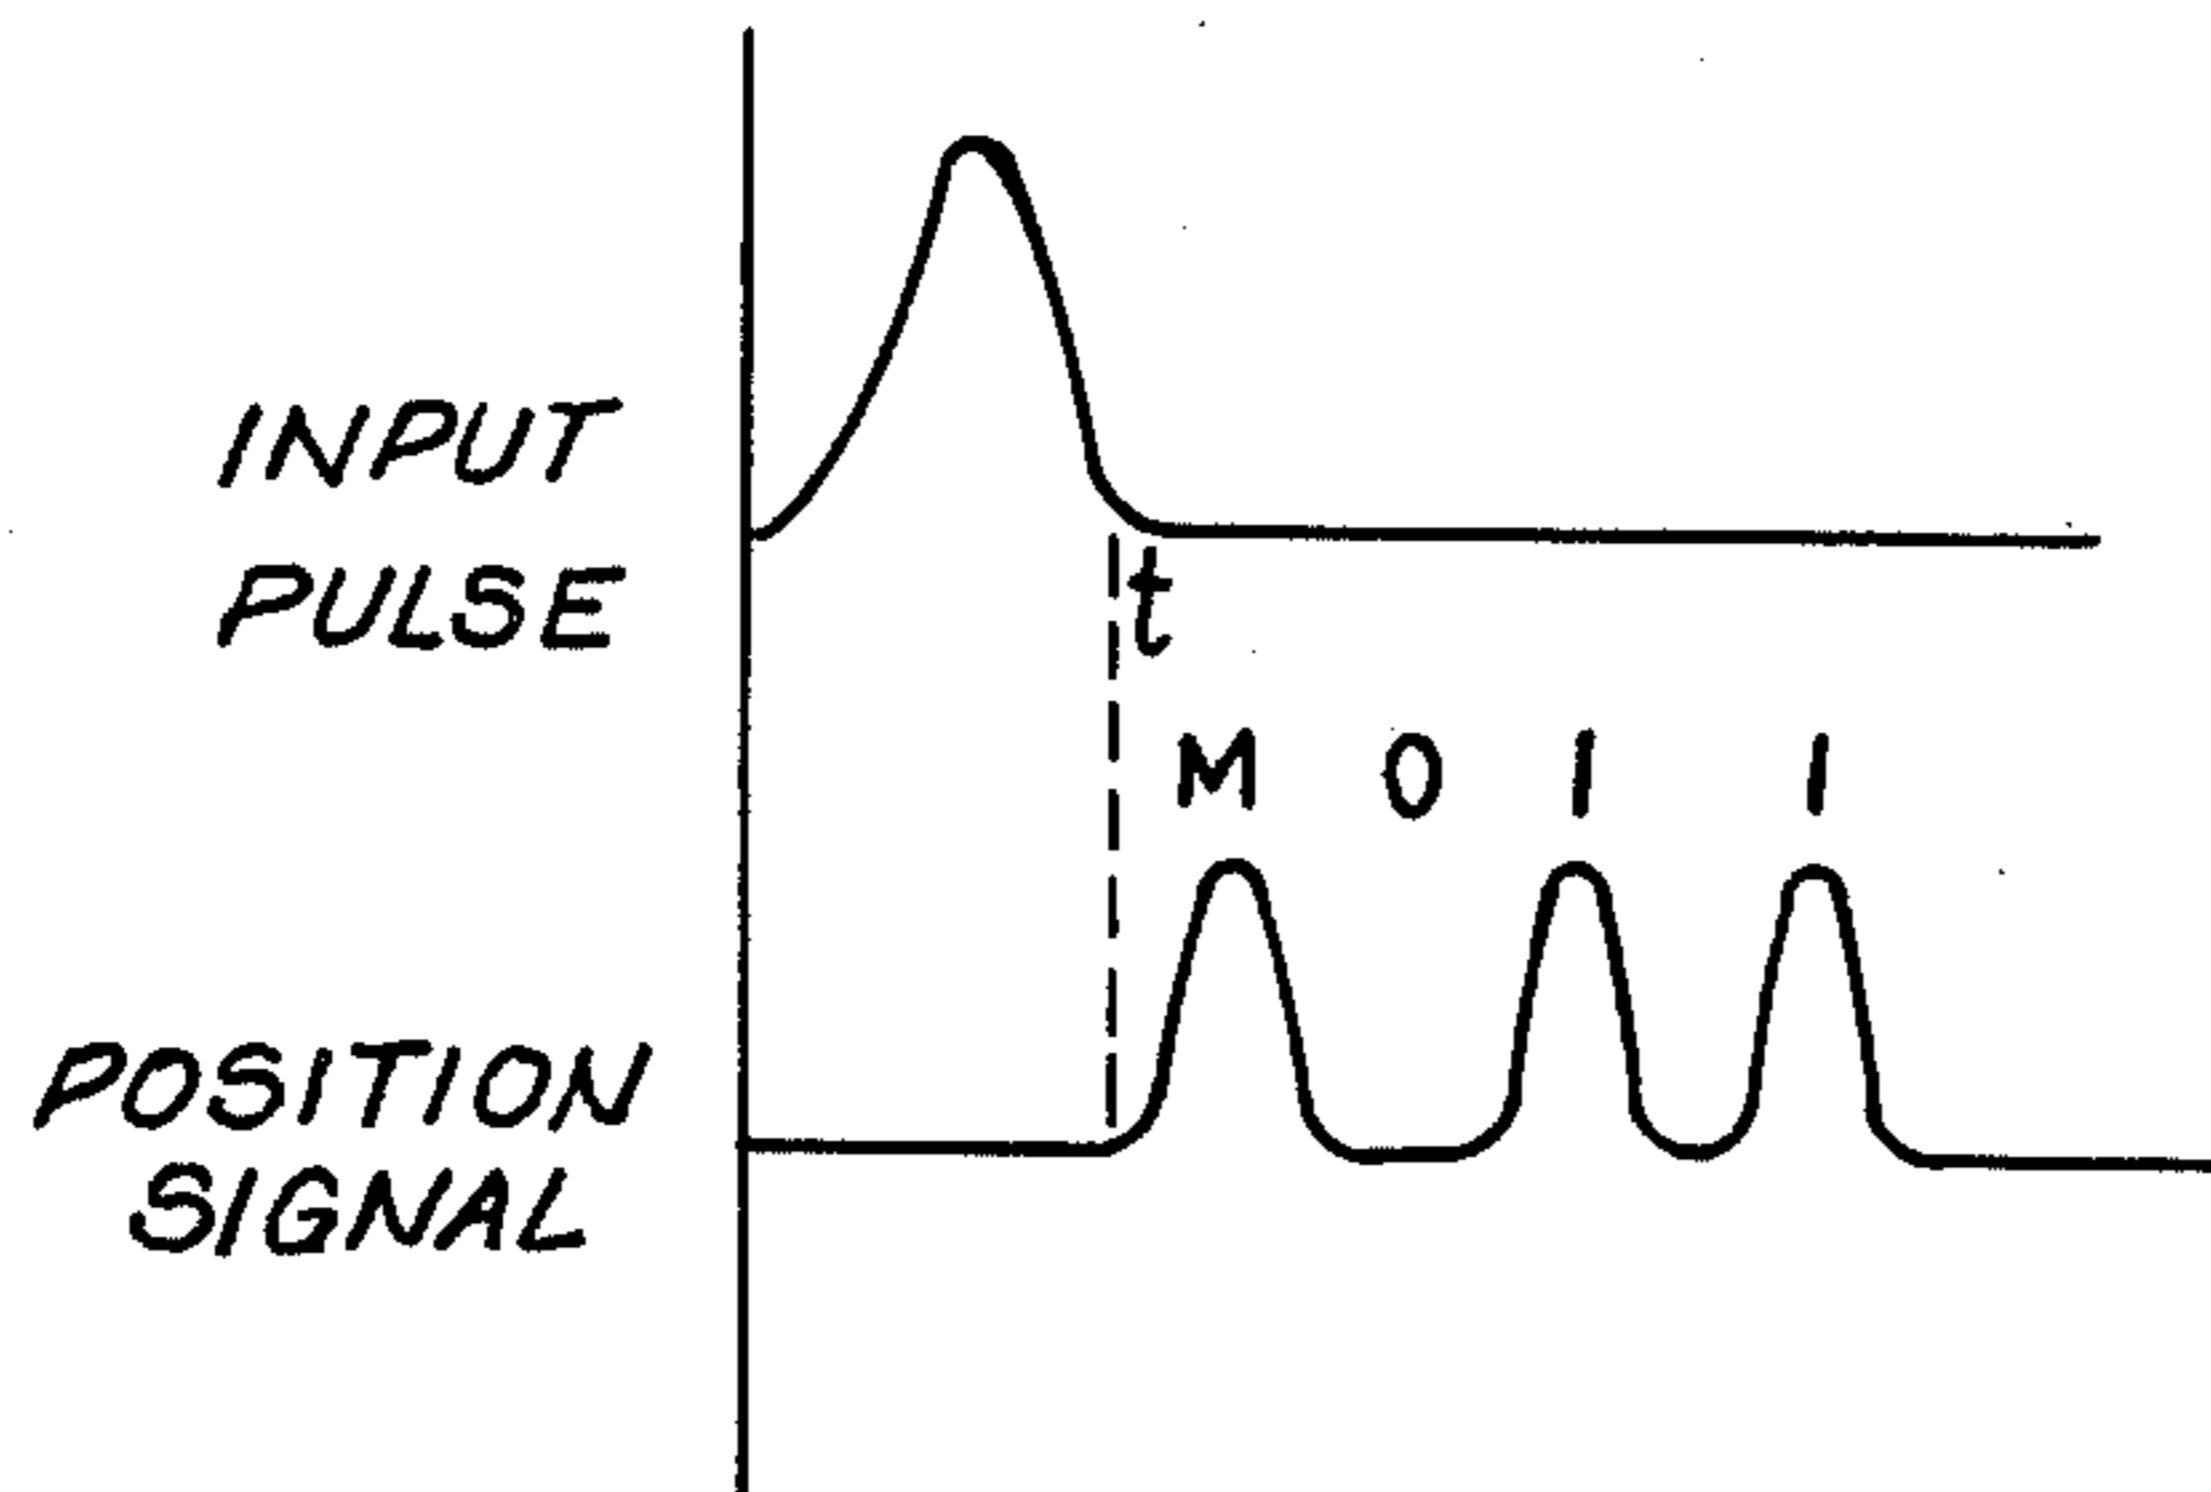 INPUT
PULSE
t
M 0 1 1
POSITION
SIGNAL